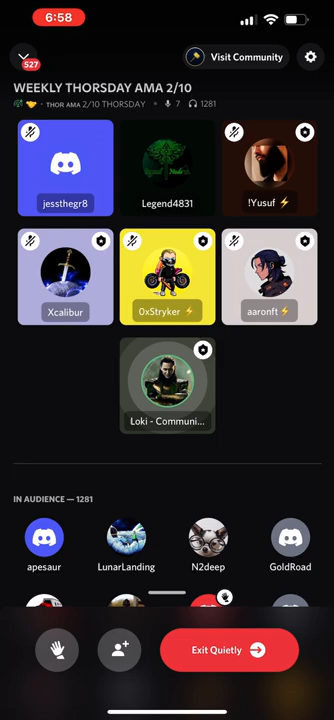 6:58
527
Visit Community
WEEKLY THORSDAY AMA 2/10
THOR AMA 2/10 THORSDAY • 7 1281
jessthegr8
Legend4831
!Yusuf ⚡
Xcalibur
0xStryker ⚡
aaronft ⚡
Loki - Communi...
IN AUDIENCE — 1281
apesaur
LunarLanding
N2deep
GoldRoad
Exit Quietly